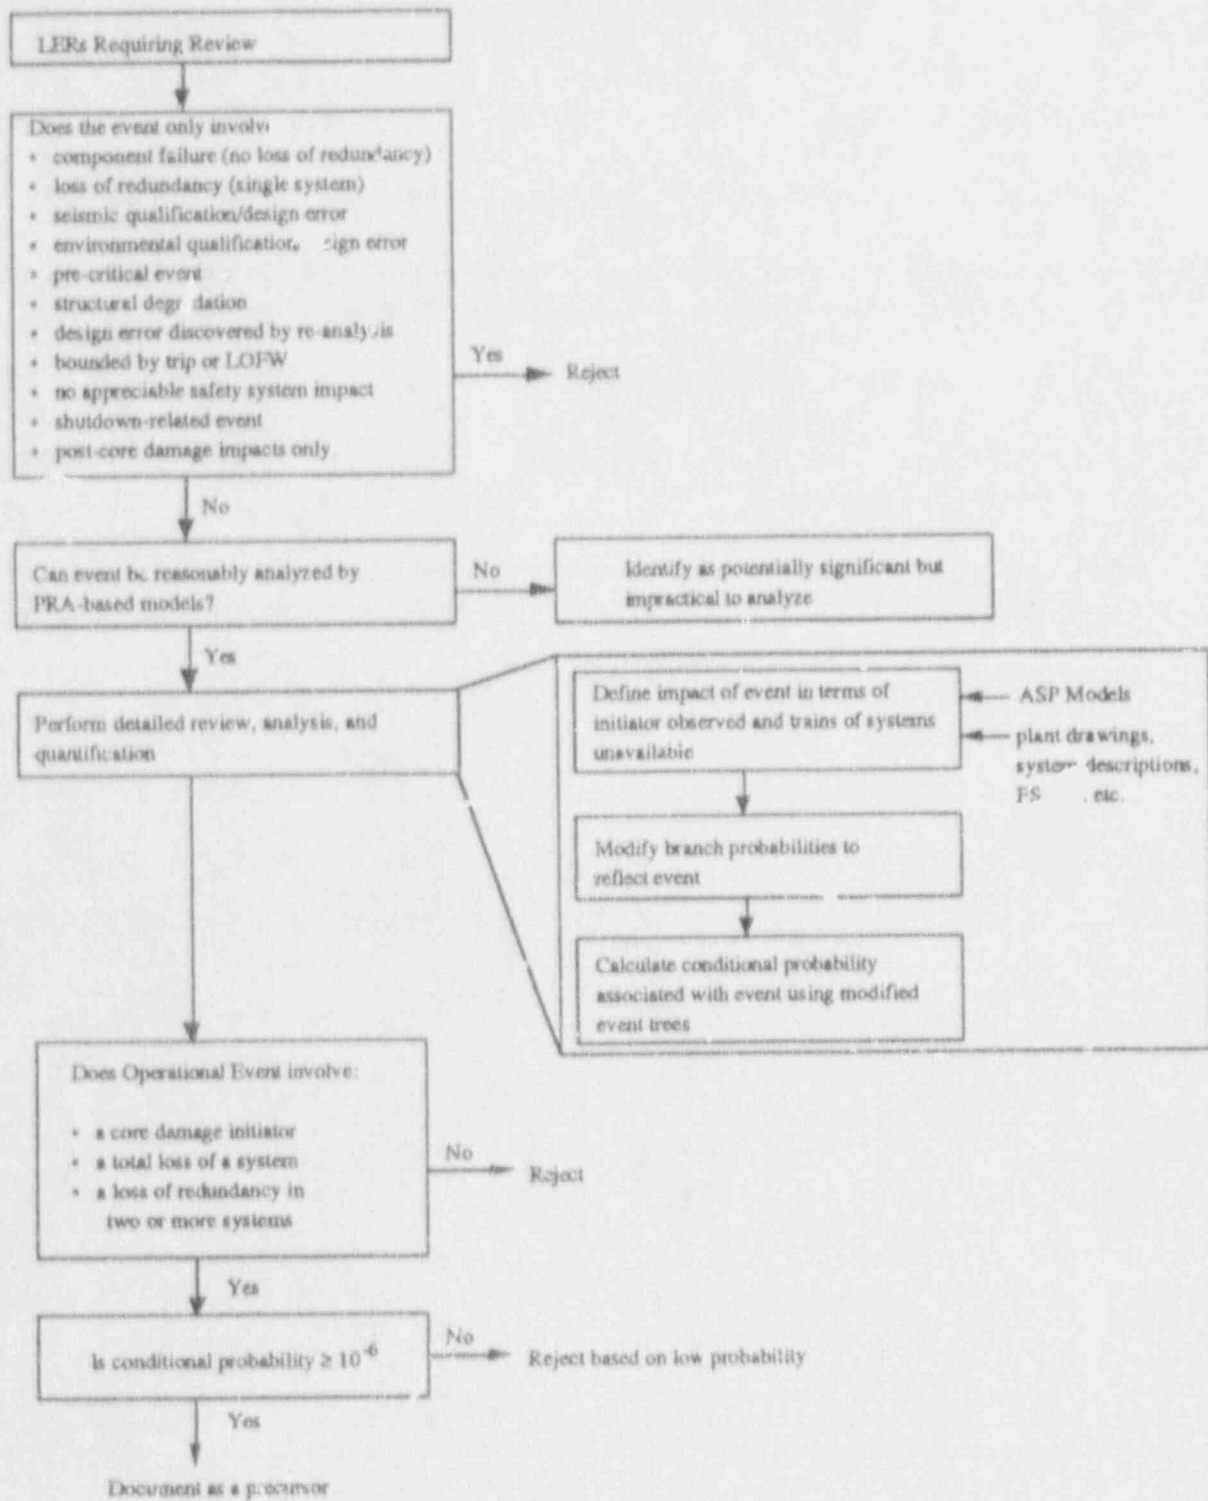 LERs Requiring Review
Does the event only involv
• component failure (no loss of redundancy)
• loss of redundancy (single system)
• seismic qualification/design error
• environmental qualification, sign error
• pre-critical event
• structural degr dation
• design error discovered by re-analysis
• bounded by trip or LOFW
• no appreciable safety system impact
• shutdown-related event
• post-core damage impacts only
Yes
Reject
No
Can event be reasonably analyzed by
PRA-based models?
No
Identify as potentially significant but
impractical to analyze
Yes
Perform detailed review, analysis, and
quantification
Define impact of event in terms of
initiator observed and trains of systems
unavailable
ASP Models
plant drawings,
system descriptions,
FS , etc.
Modify branch probabilities to
reflect event
Calculate conditional probability
associated with event using modified
event trees
Does Operational Event involve:
• a core damage initiator
• a total loss of a system
• a loss of redundancy in
two or more systems
No
Reject
Yes
Is conditional probability ≥ 10⁻⁶
No
Reject based on low probability
Yes
Document as a precursor